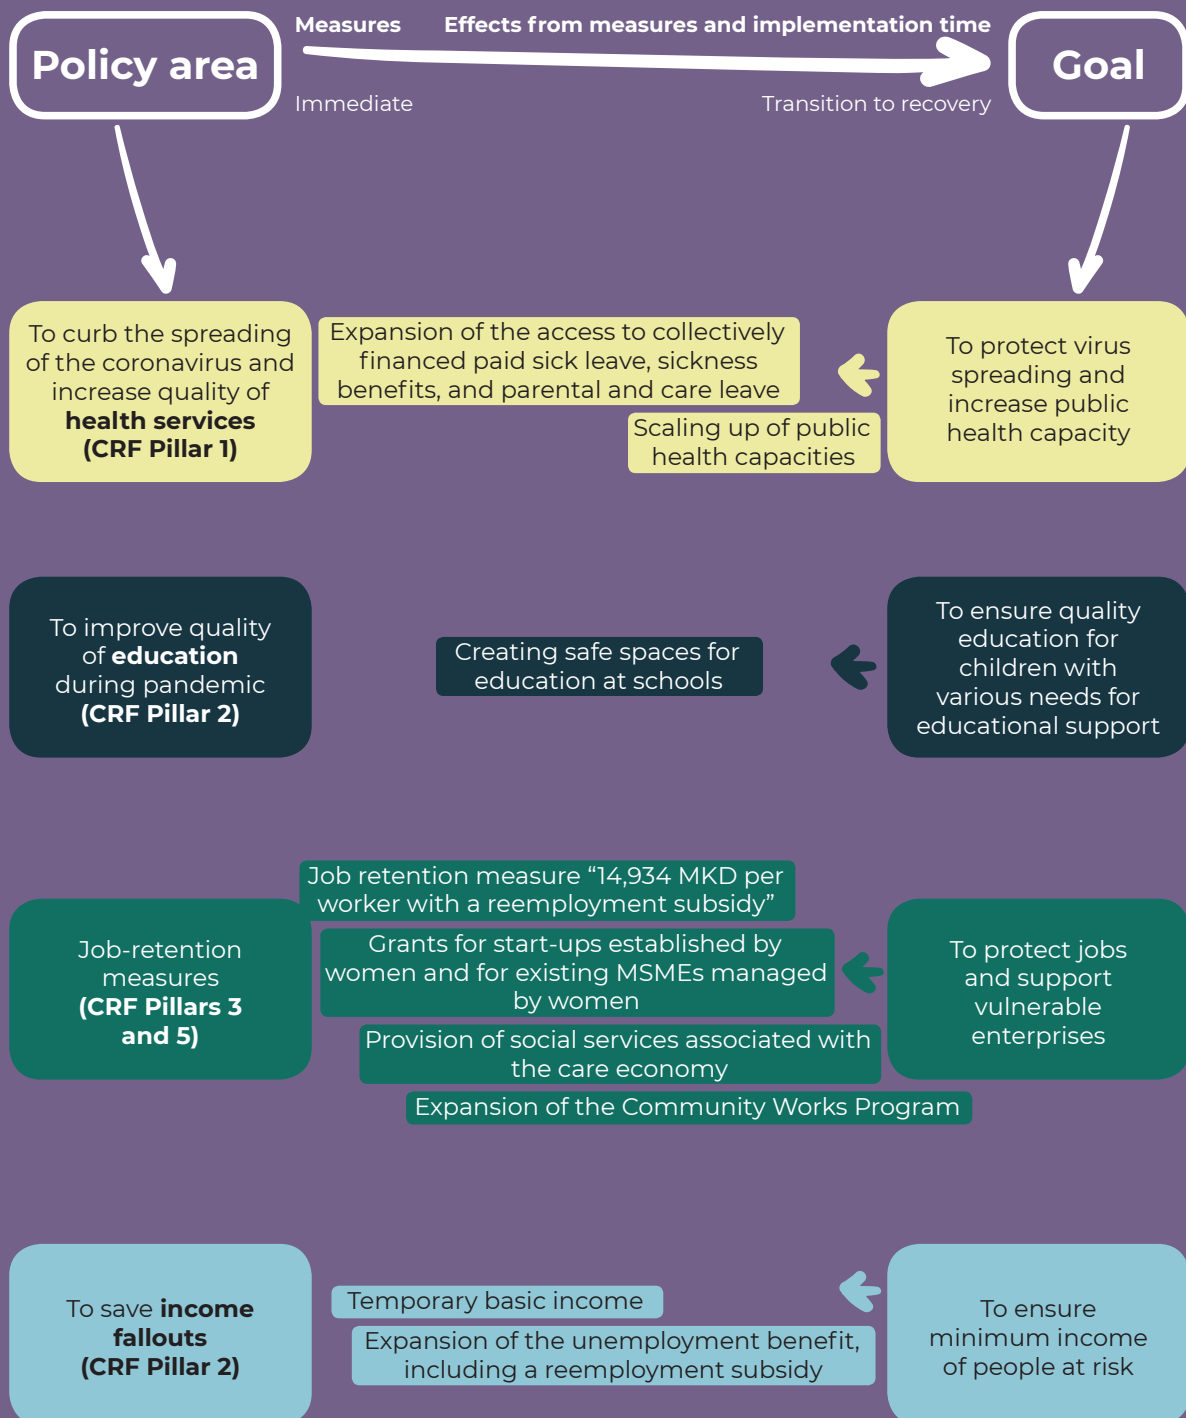 Policy area
Measures
Effects from measures and implementation time
Immediate
Transition to recovery
Goal
To curb the spreading
of the coronavirus and
increase quality of
health services
(CRF Pillar 1)
Expansion of the access to collectively
financed paid sick leave, sickness
benefits, and parental and care leave
Scaling up of public
health capacities
To protect virus
spreading and
increase public
health capacity
To improve quality
of education
during pandemic
(CRF Pillar 2)
Creating safe spaces for
education at schools
To ensure quality
education for
children with
various needs for
educational support
Job-retention
measures
(CRF Pillars 3
and 5)
Job retention measure “14,934 MKD per
worker with a reemployment subsidy”
Grants for start-ups established by
women and for existing MSMEs managed
by women
Provision of social services associated with
the care economy
Expansion of the Community Works Program
To protect jobs
and support
vulnerable
enterprises
To save income
fallouts
(CRF Pillar 2)
Temporary basic income
Expansion of the unemployment benefit,
including a reemployment subsidy
To ensure
minimum income
of people at risk